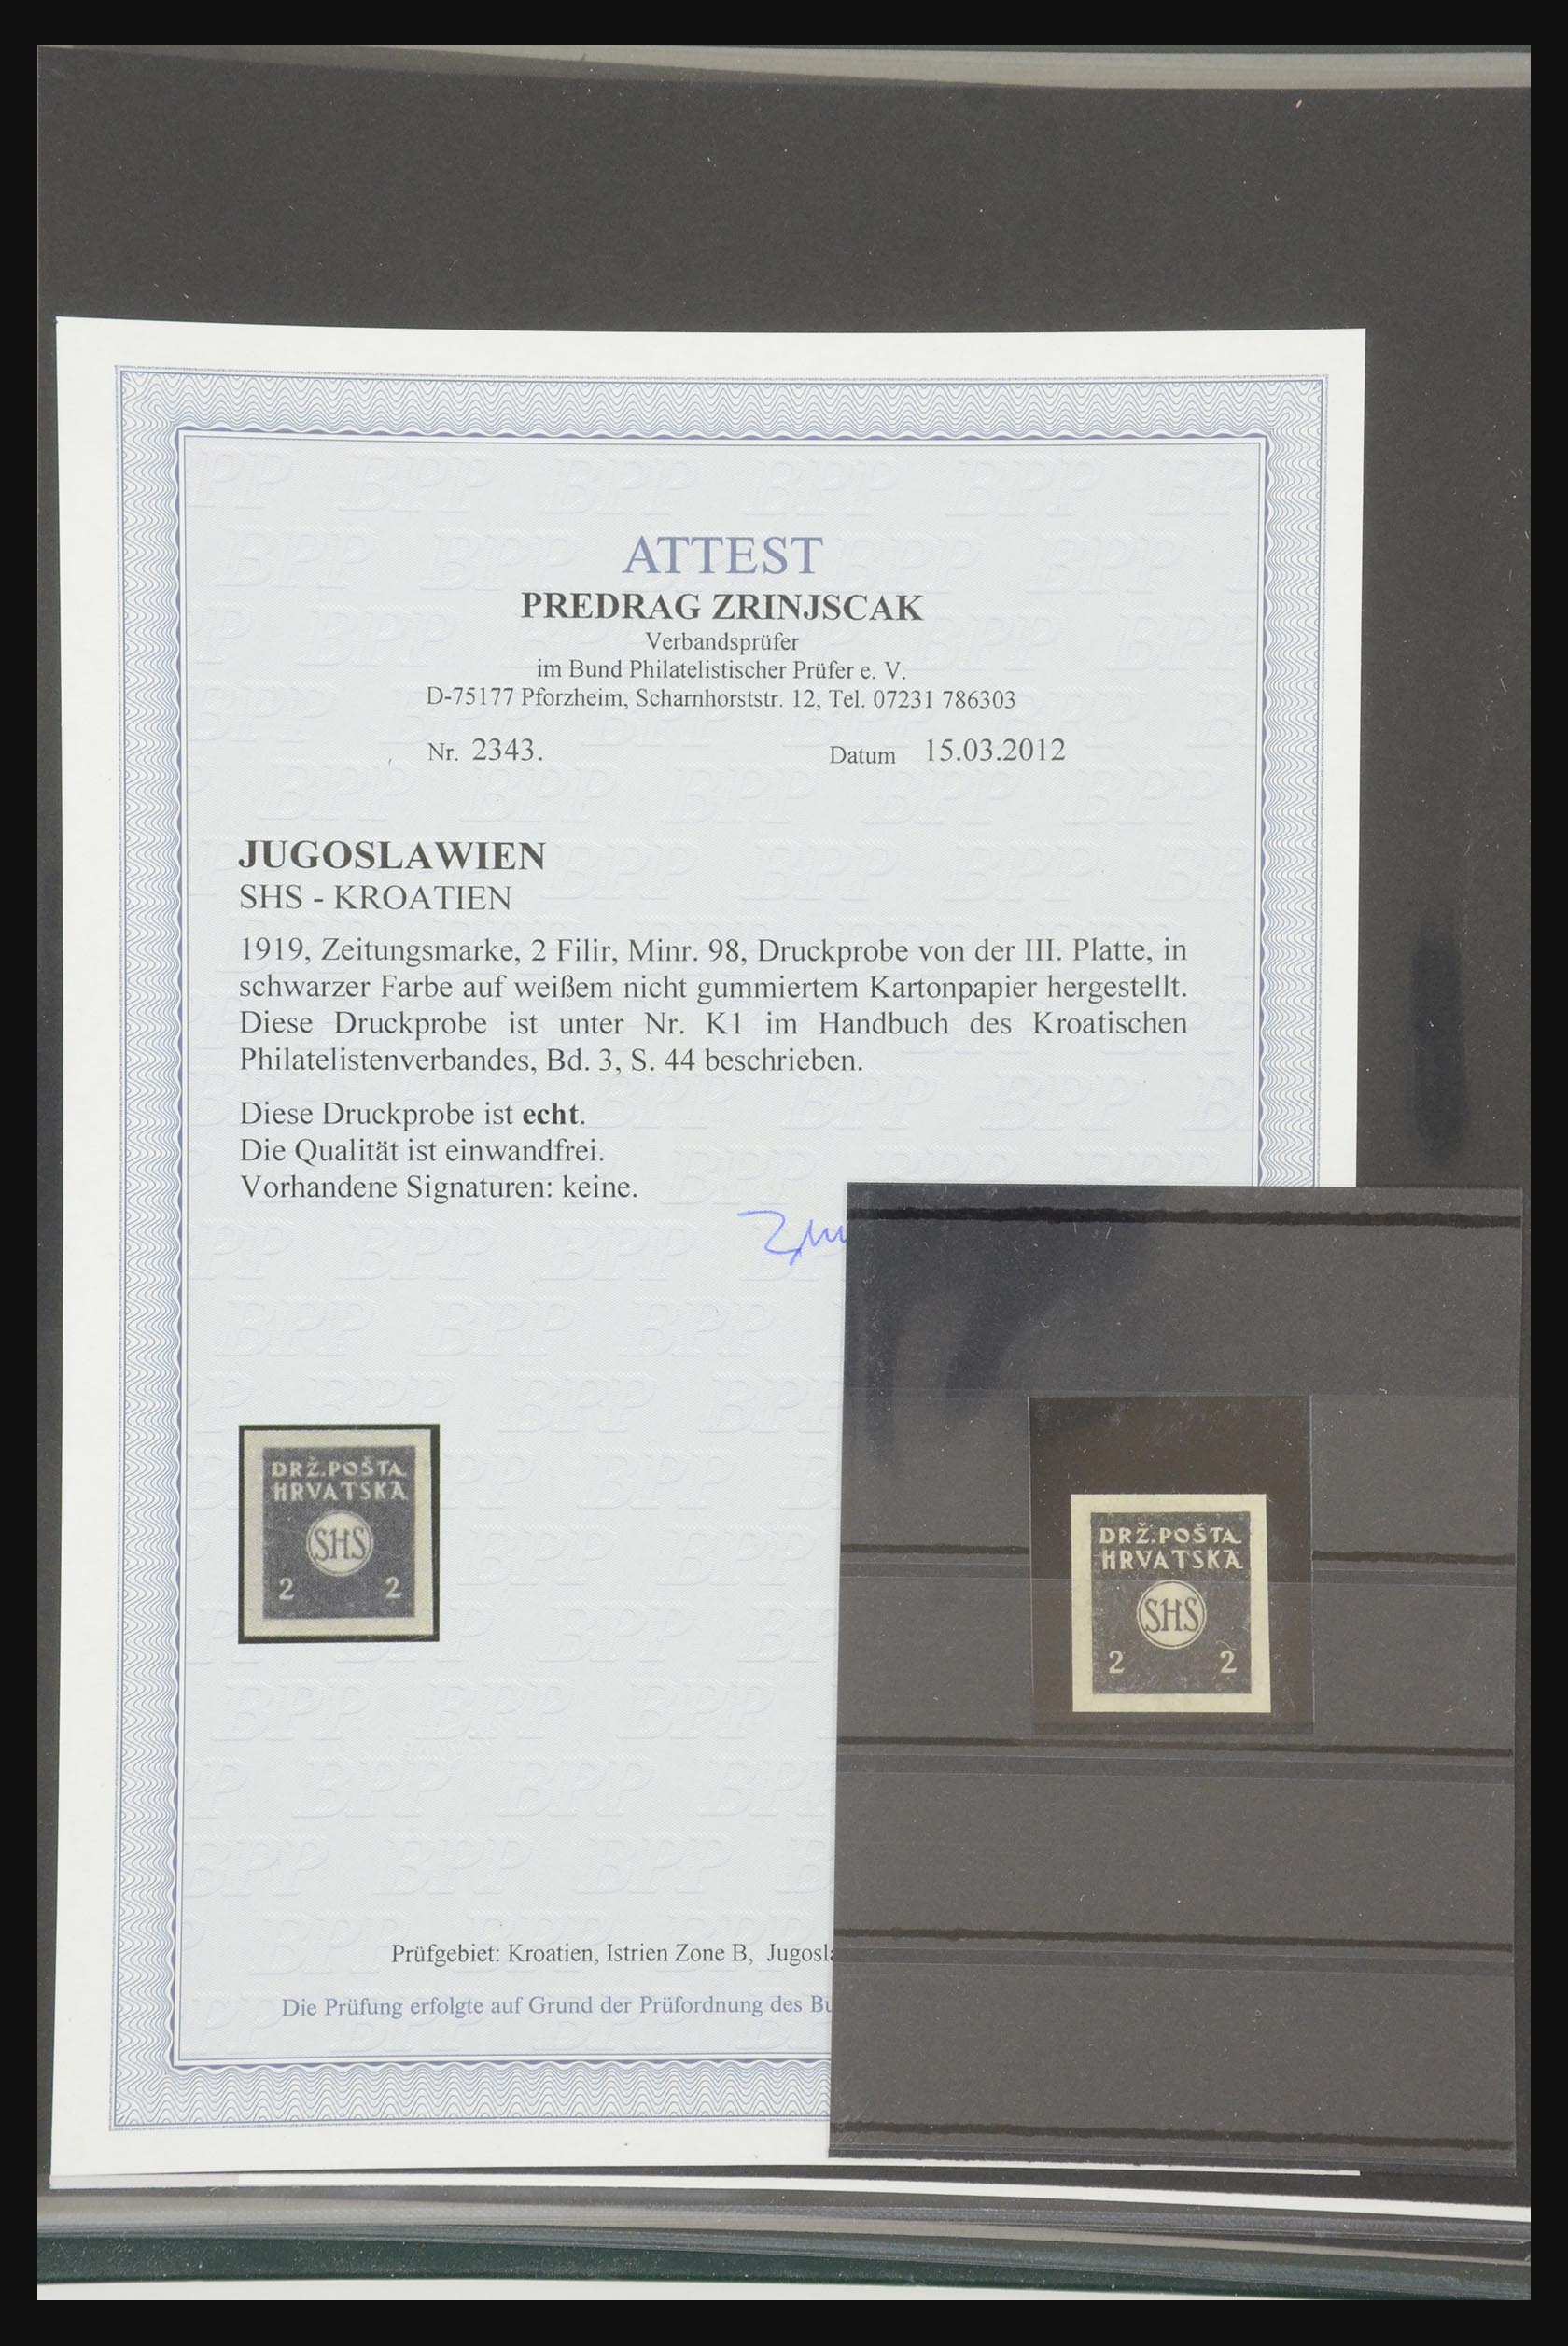 ATTEST
PREDRAG ZRINJSCAK
Verbandsprüfer
im Bund Philatelistischer Prüfer e. V.
D-75177 Pforzheim, Scharnhorststr. 12, Tel. 07231 786303
Nr. 2343. Datum 15.03.2012
JUGOSLAWIEN
SHS - KROATIEN
1919, Zeitungsmarke, 2 Filir, Minr. 98, Druckprobe von der III. Platte, in
schwarzer Farbe auf weißem nicht gummiertem Kartonpapier hergestellt.
Diese Druckprobe ist unter Nr. K1 im Handbuch des Kroatischen
Philatelistenverbandes, Bd. 3, S. 44 beschrieben.
Diese Druckprobe ist echt.
Die Qualität ist einwandfrei.
Vorhandene Signaturen: keine.
DRŽ.POŠTA
HRVATSKA
SHS
2 2
DRŽ.POŠTA
HRVATSKA
SHS
2 2
Prüfgebiet: Kroatien, Istrien Zone B,
Die Prüfung erfolgte auf Grund der Prüfordnung des